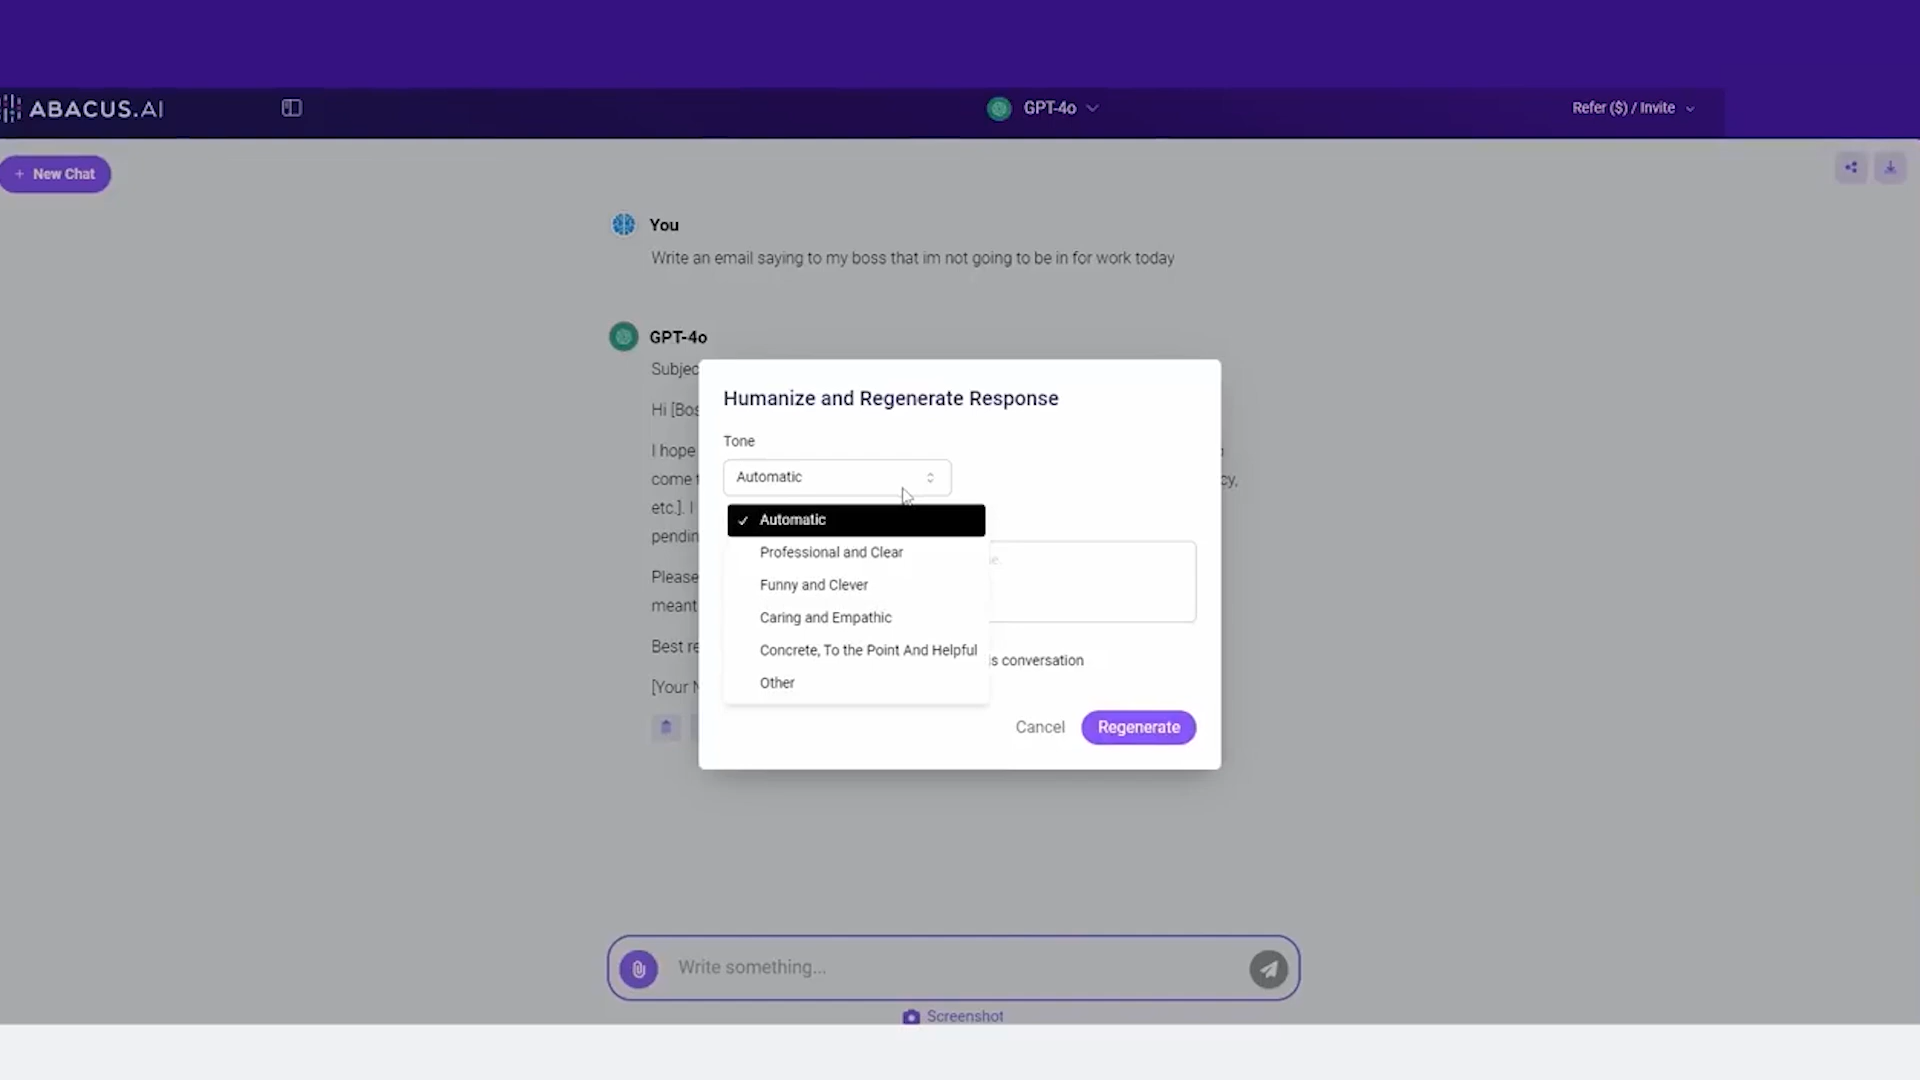 ABACUS.AI
GPT-4o
Refer ($) / Invite
+ New Chat
You
Write an email saying to my boss that im not going to be in for work today
GPT-4o
Subjec
Hi [Bos
I hope
come
etc.]. I
pendin
Please
meant
Best re
[Your N
cy,
Humanize and Regenerate Response
Tone
Automatic
✓ Automatic
Professional and Clear
Funny and Clever
Caring and Empathic
Concrete, To the Point And Helpful
Other
s conversation
Cancel
Regenerate
Write something...
Screenshot